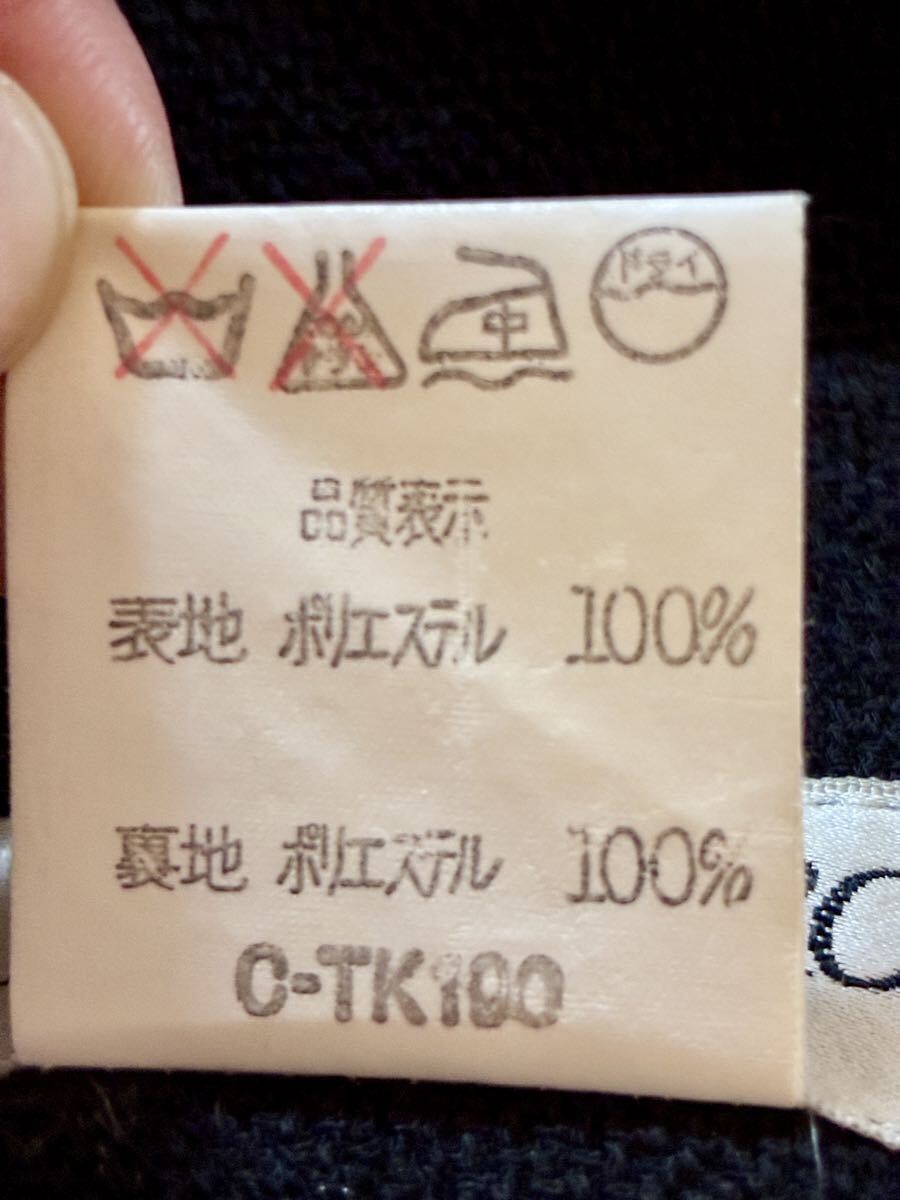 中 ドライ
品質表示
表地 ポリエステル 100%
裏地 ポリエステル 100%
C-TK190